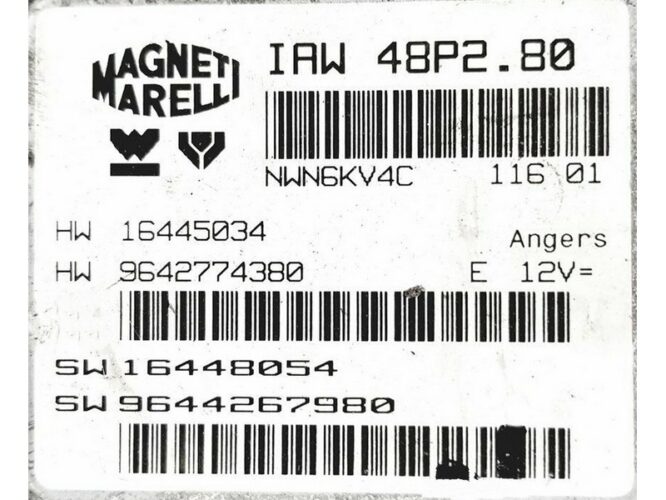 MAGNETI
MARELLI
IAW 48P2.80
NWN6KV4C 116 01
HW 16445034
Angers
HW 9642774380 E 12V=
SW 16448054
SW 9644267980